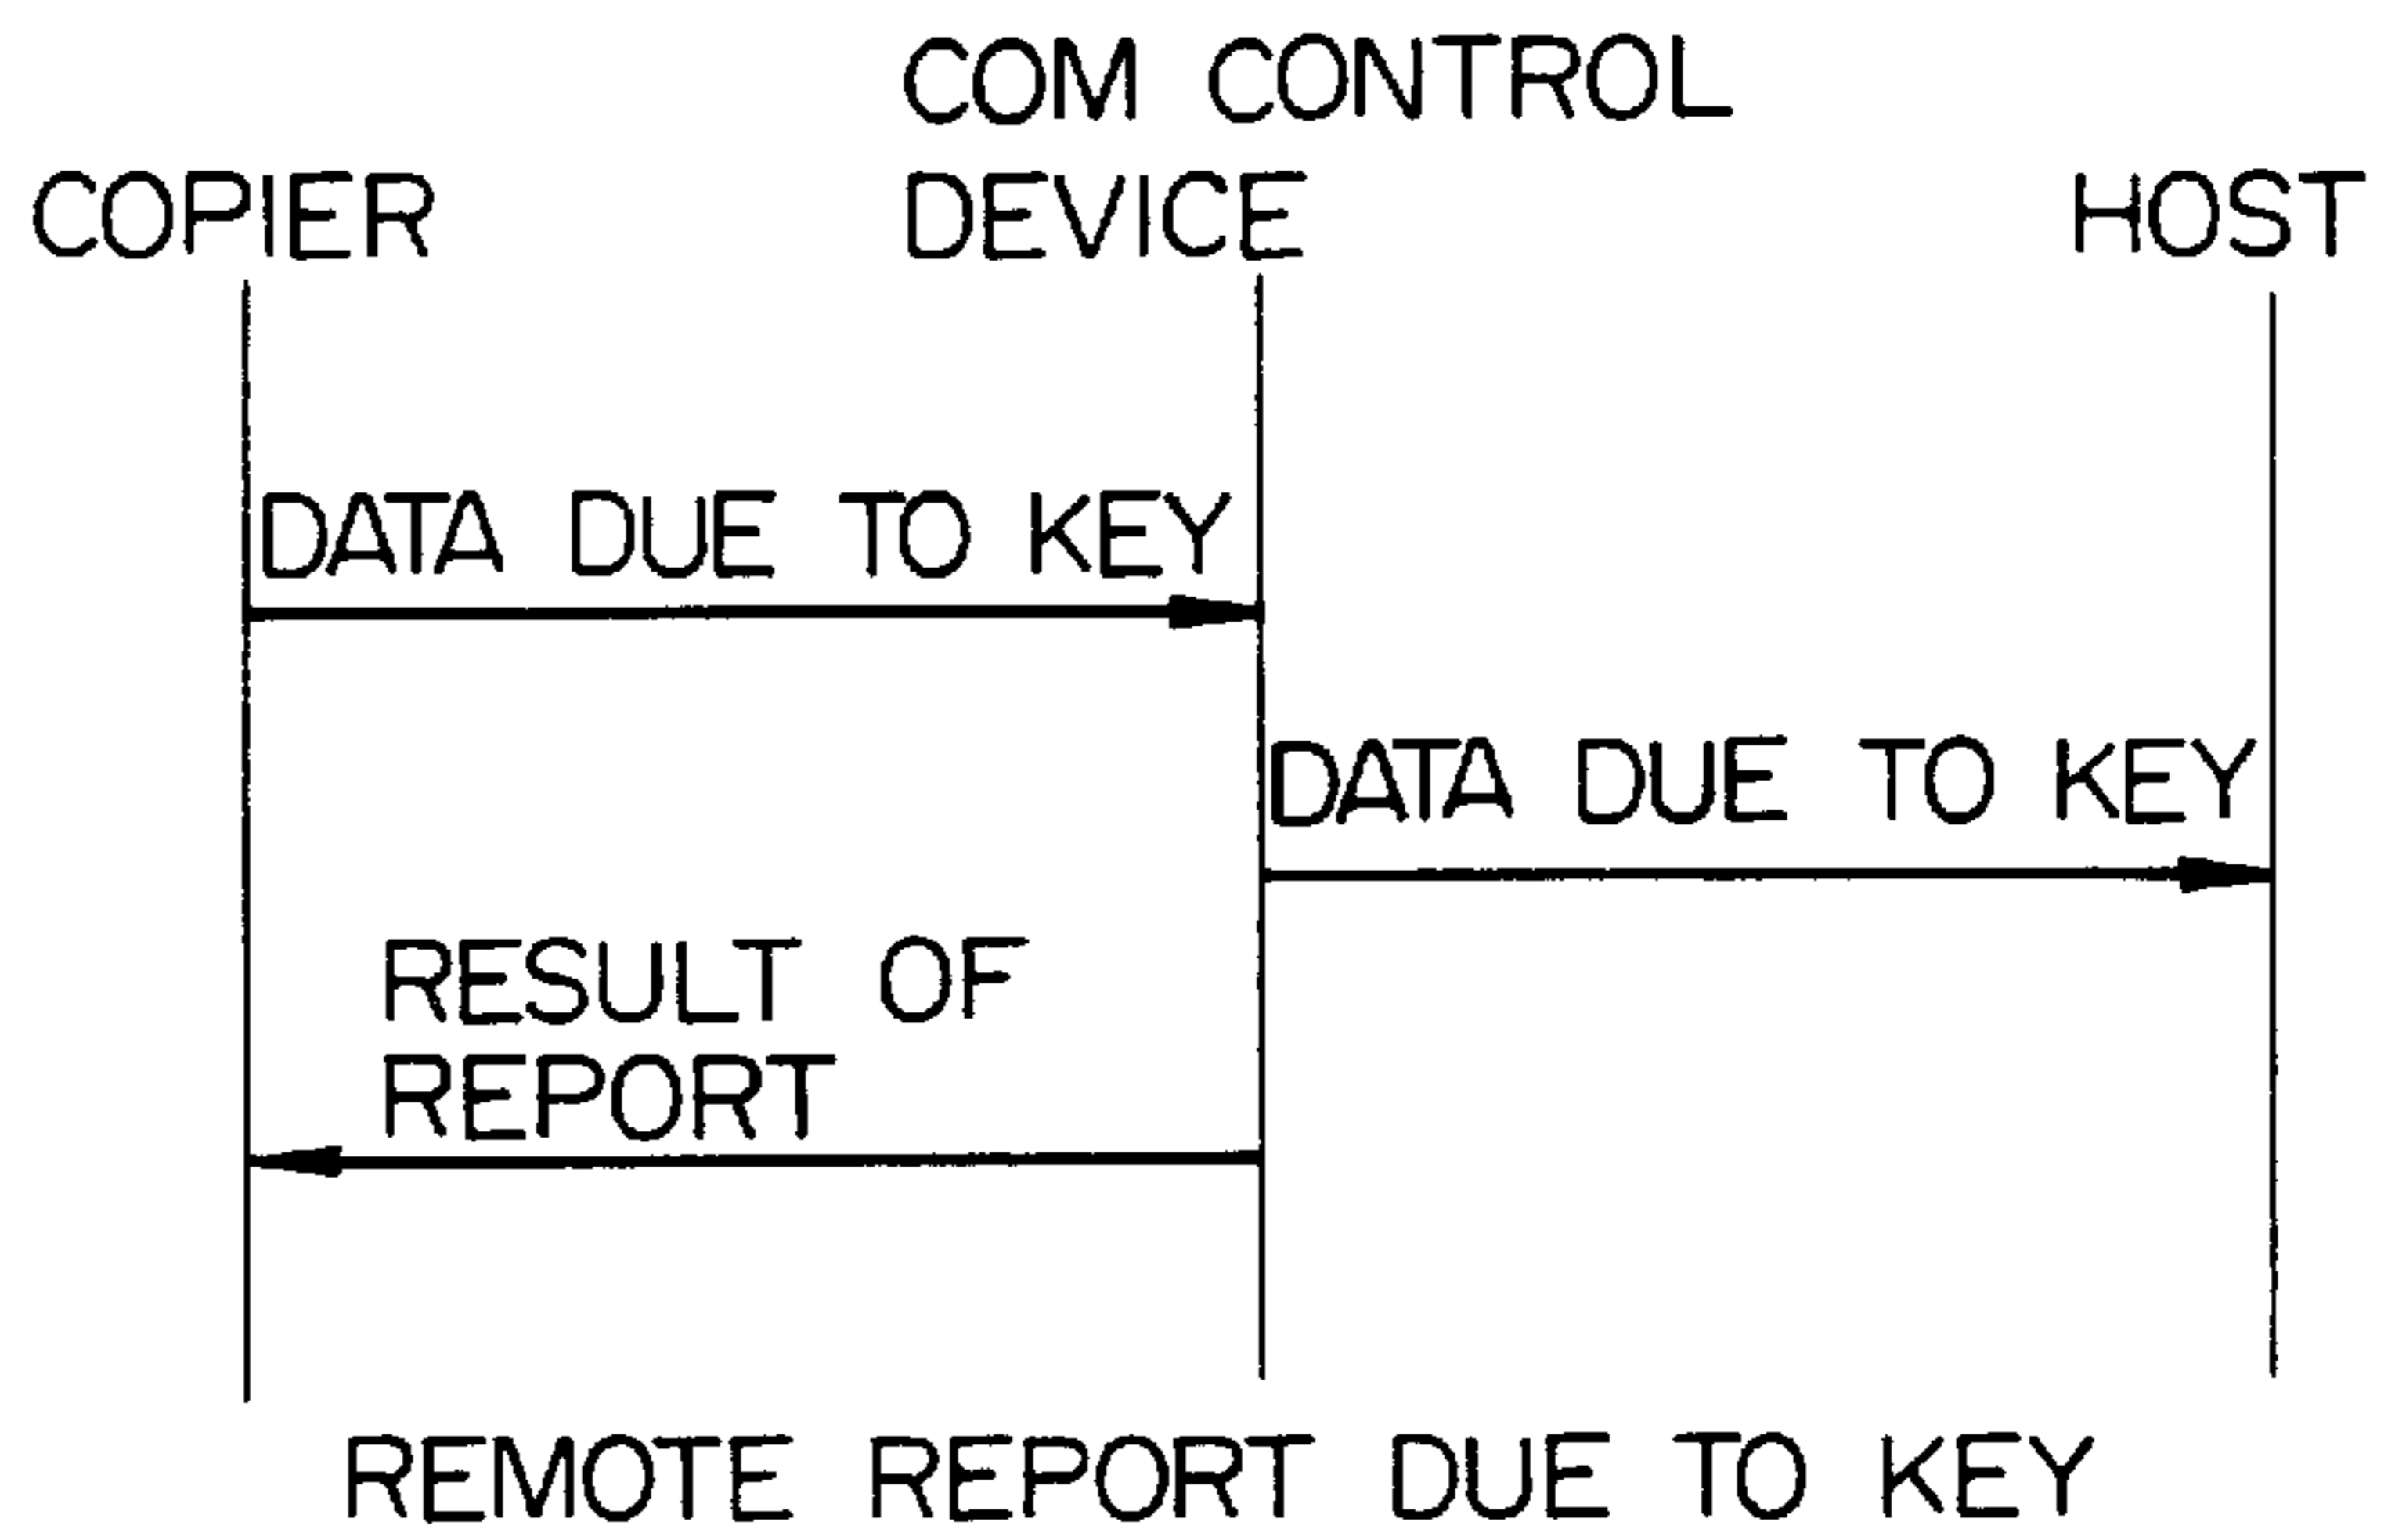 COM CONTROL
COPIER DEVICE HOST
DATA DUE TO KEY
DATA DUE TO KEY
RESULT OF
REPORT
REMOTE REPORT DUE TO KEY